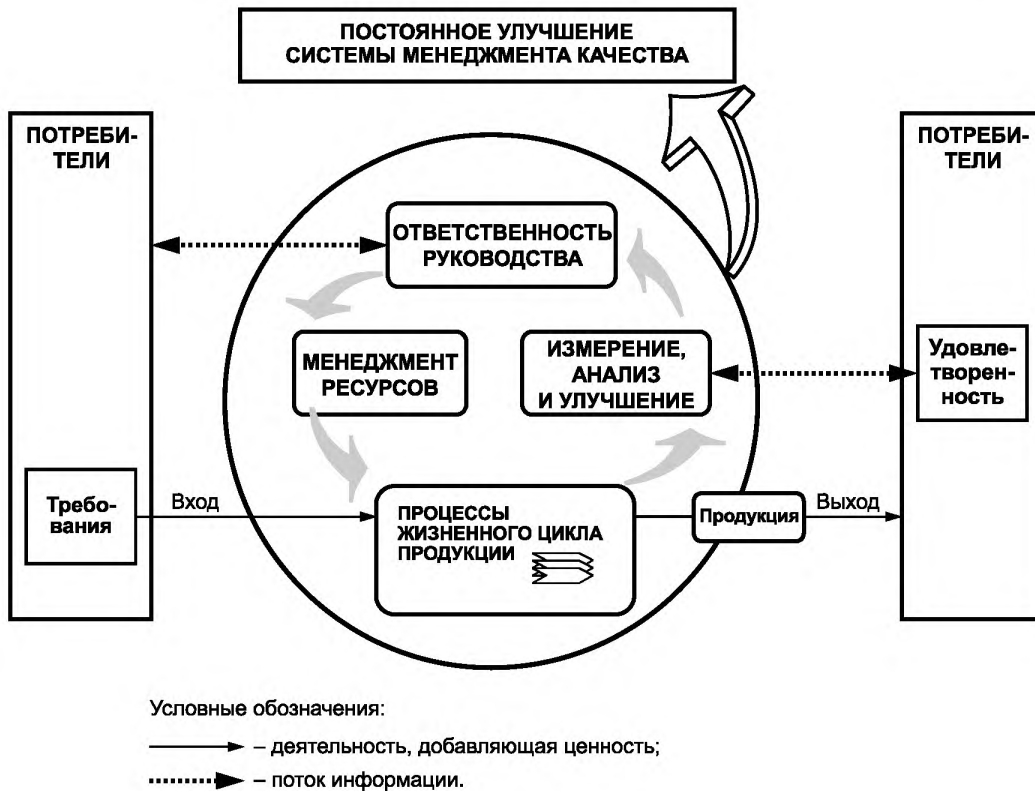 ПОСТОЯННОЕ УЛУЧШЕНИЕ
СИСТЕМЫ МЕНЕДЖМЕНТА КАЧЕСТВА
ПОТРЕБИ-
ТЕЛИ
ПОТРЕБИ-
ТЕЛИ
ОТВЕТСТВЕННОСТЬ
РУКОВОДСТВА
МЕНЕДЖМЕНТ
РЕСУРСОВ
ИЗМЕРЕНИЕ,
АНАЛИЗ
И УЛУЧШЕНИЕ
Удовле-
творен-
ность
Требо-
вания
Вход
ПРОЦЕССЫ
ЖИЗНЕННОГО ЦИКЛА
ПРОДУКЦИИ
Продукция
Выход
Условные обозначения:
– деятельность, добавляющая ценность;
– поток информации.